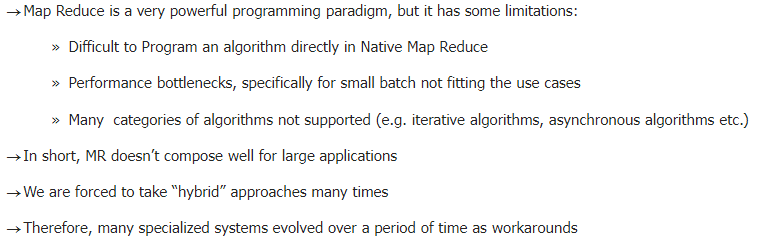 →Map Reduce is a very powerful programming paradigm, but it has some limitations:
» Difficult to Program an algorithm directly in Native Map Reduce
» Performance bottlenecks, specifically for small batch not fitting the use cases
» Many categories of algorithms not supported (e.g. iterative algorithms, asynchronous algorithms etc.)
→In short, MR doesn’t compose well for large applications
→We are forced to take “hybrid” approaches many times
→Therefore, many specialized systems evolved over a period of time as workarounds